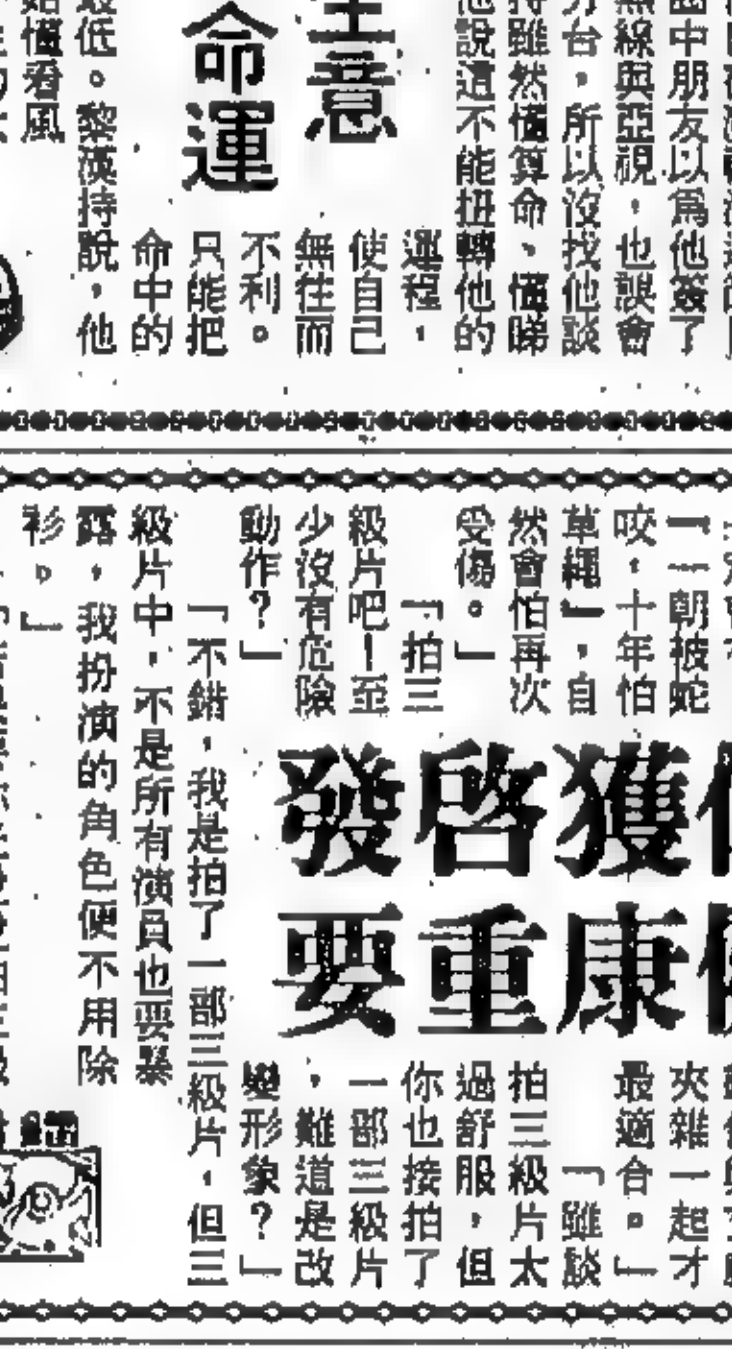 國中朋友以為他簽了
無線與亞視，也誤會
台，所以沒找他談
持雖然懂算命、懂睇
他說這不能扭轉他的
運程，
使自己
無往而
不利。
只能把
命中的
最低。黎漢持說，他
看風
生意
命運
一一朝被蛇
咬，十年怕
草繩」，自
然會怕再次
受傷。」
「拍三
級片吧！至
少沒有危險
動作？」
獲
啓
發
康
重
要
夾雜一起才
最適合。」
「雖談
拍三級片太
過舒服，但
你也接拍了
一部三級片
，難道是改
變形象？」
「不錯，我是拍了一部三級片，但三
級片中，不是所有演員也要暴
露，我扮演的角色便不用除
衫。」